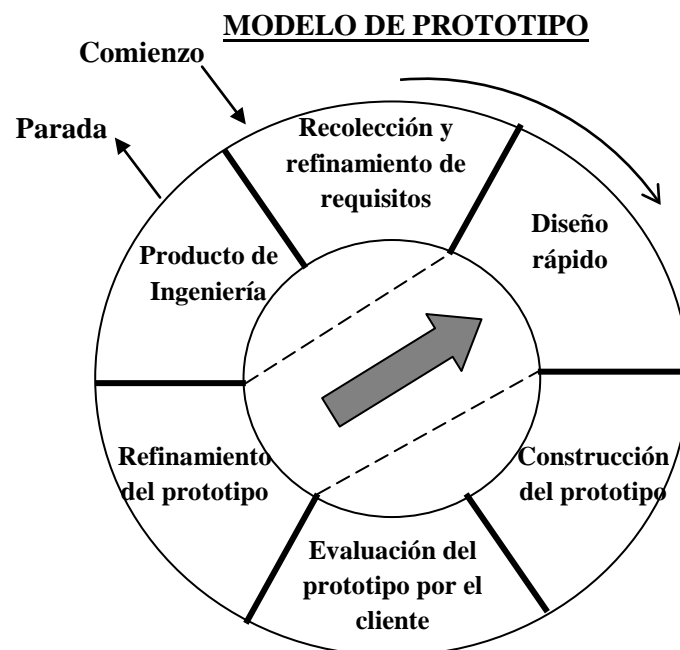 MODELO DE PROTOTIPO
Comienzo
Parada
Recolección y
refinamiento de
requisitos
Diseño
rápido
Construcción
del prototipo
Evaluación del
prototipo por el
cliente
Refinamiento
del prototipo
Producto de
Ingeniería